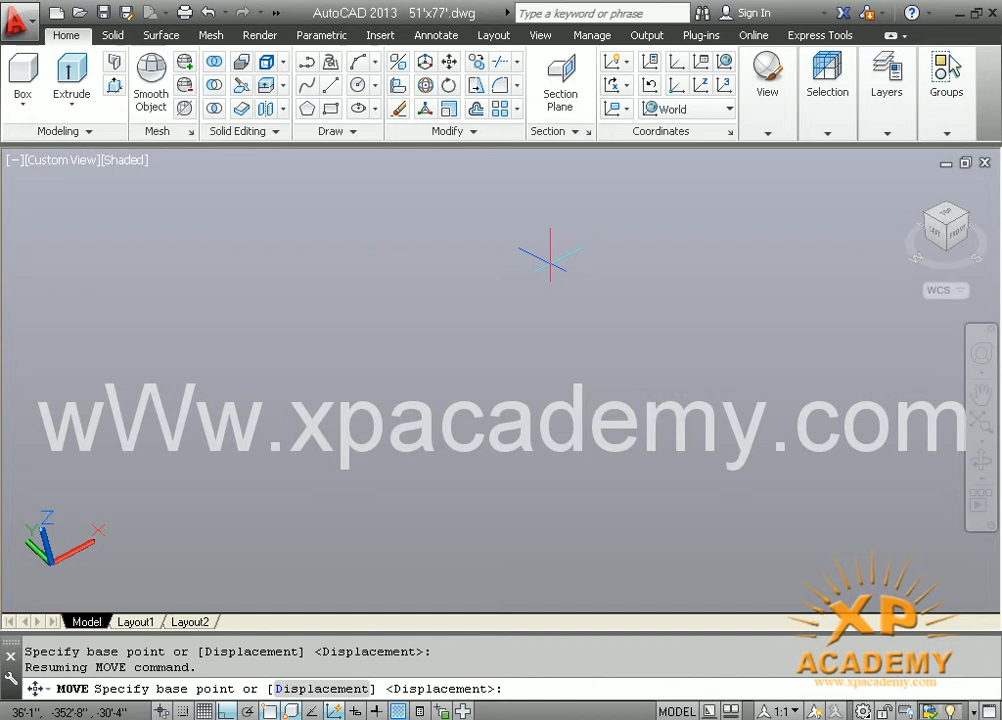 AutoCAD 2013 51'x77'.dwg
Type a keyword or phrase
Sign In
Home Solid Surface Mesh Render Parametric Insert Annotate Layout View Manage Output Plug-ins Online Express Tools
Box Extrude Smooth Object Section Plane World View Selection Layers Groups
Modeling Mesh Solid Editing Draw Modify Section Coordinates
[−][Custom View][Shaded]
TOP
LEFT FRONT
WCS
wWw.xpacademy.com
Z
Y X
Model Layout1 Layout2
XP
ACADEMY
www.xpacademy.com
Specify base point or [Displacement] <Displacement>:
Resuming MOVE command.
MOVE Specify base point or [Displacement] <Displacement>:
36'-1", -352'-8", -30'-4"
MODEL
1:1